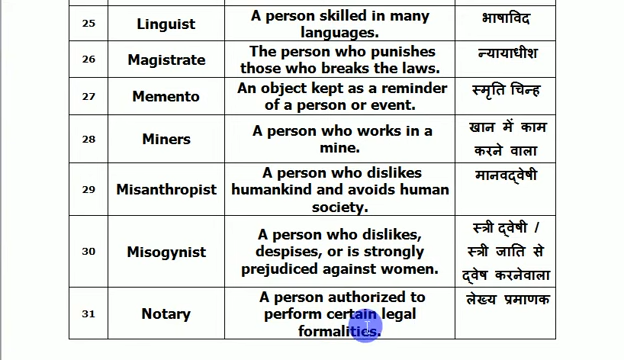 25 Linguist A person skilled in many भाषाविद
languages.
26 Magistrate The person who punishes न्यायाधीश
those who breaks the laws.
27 Memento An object kept as a reminder स्मृति चिन्ह
of a person or event.
28 Miners A person who works in a खान में काम
mine. करने वाला
29 Misanthropist A person who dislikes मानवद्वेषी
humankind and avoids human
society.
30 Misogynist A person who dislikes, स्त्री द्वेषी /
despises, or is strongly स्त्री जाति से
prejudiced against women. द्वेष करनेवाला
31 Notary A person authorized to लेख्य प्रमाणक
perform certain legal
formalities.